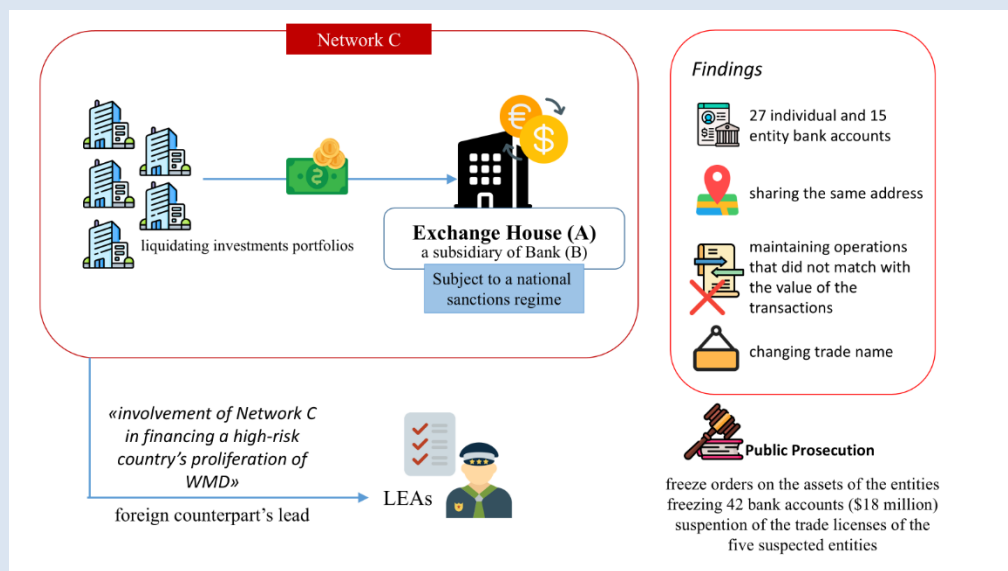 Network C
liquidating investments portfolios
Exchange House (A)
a subsidiary of Bank (B)
Subject to a national
sanctions regime
«involvement of Network C
in financing a high-risk
country's proliferation of
WMD»
foreign counterpart's lead
LEAs
Findings
27 individual and 15
entity bank accounts
sharing the same address
maintaining operations
that did not match with
the value of the
transactions
changing trade name
Public Prosecution
freeze orders on the assets of the entities
freezing 42 bank accounts ($18 million)
suspention of the trade licenses of the
five suspected entities